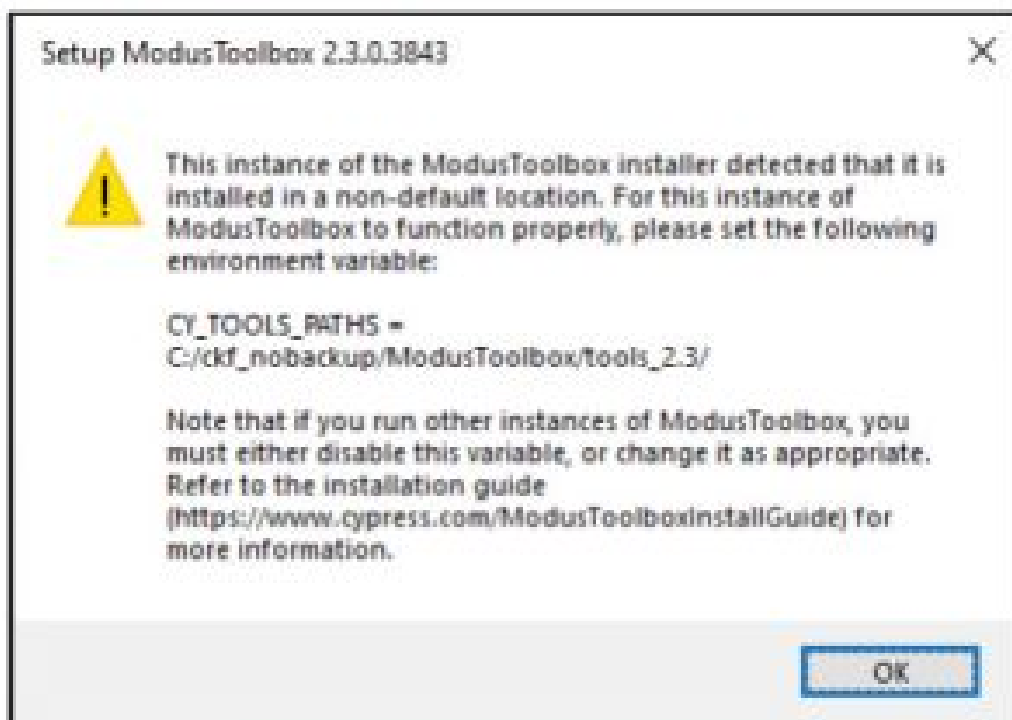 Setup ModusToolbox 2.3.0.3843
This instance of the ModusToolbox installer detected that it is
installed in a non-default location. For this instance of
ModusToolbox to function properly, please set the following
environment variable:
CY_TOOLS_PATHS =
C:/ckf_nobackup/ModusToolbox/tools_2.3/
Note that if you run other instances of ModusToolbox, you
must either disable this variable, or change it as appropriate.
Refer to the installation guide
(https://www.cypress.com/ModusToolboxInstallGuide) for
more information.
OK